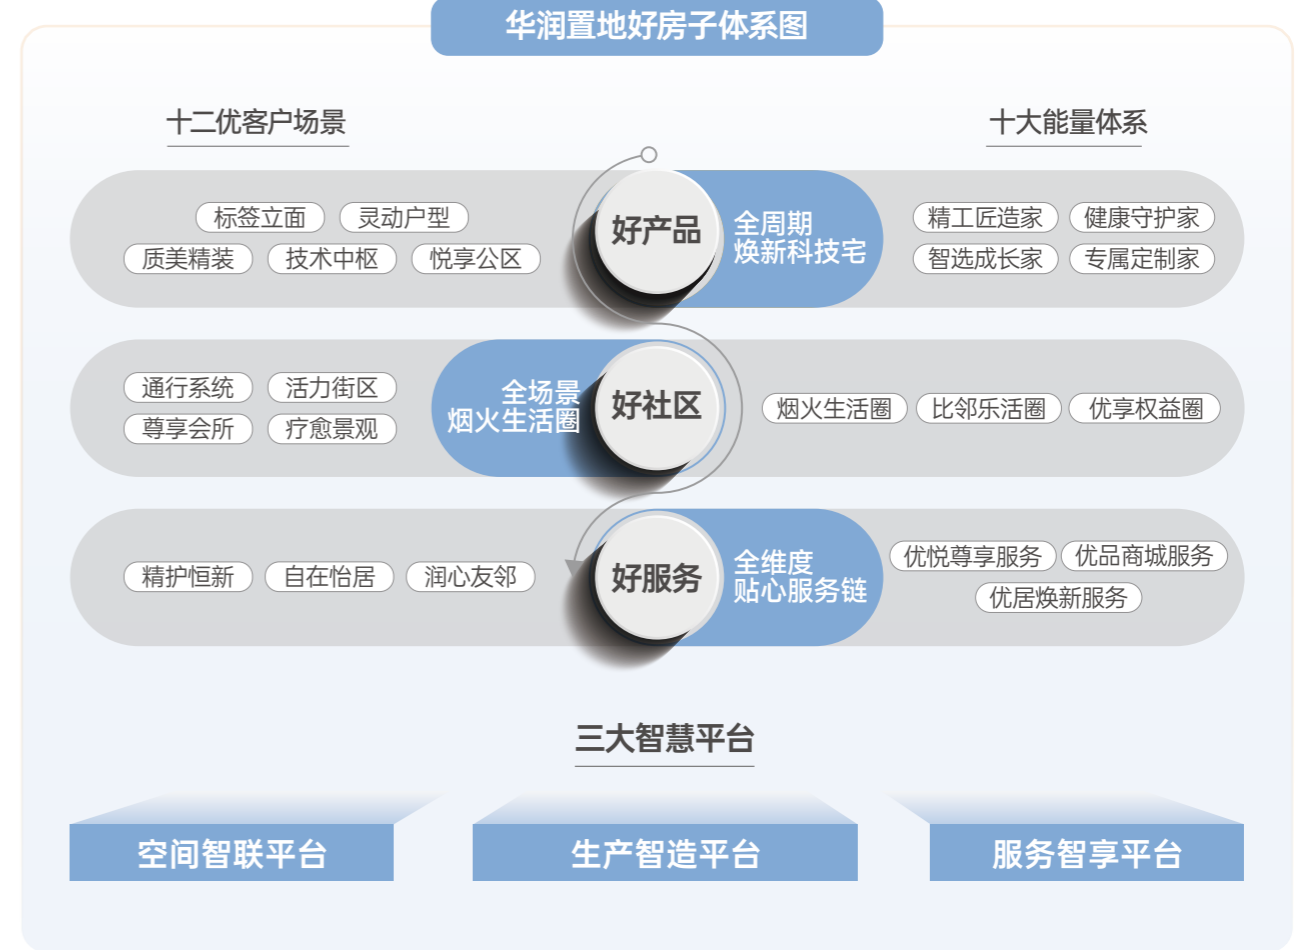 华润置地好房子体系图
十二优客户场景
十大能量体系
标签立面 灵动户型
质美精装 技术中枢 悦享公区
好产品
全周期
焕新科技宅
精工匠造家 健康守护家
智选成长家 专属定制家
通行系统 活力街区
尊享会所 疗愈景观
全场景
烟火生活圈
好社区
烟火生活圈 比邻乐活圈 优享权益圈
精护恒新 自在怡居 润心友邻
好服务
全维度
贴心服务链
优悦尊享服务 优品商城服务
优居焕新服务
三大智慧平台
空间智联平台 生产智造平台 服务智享平台